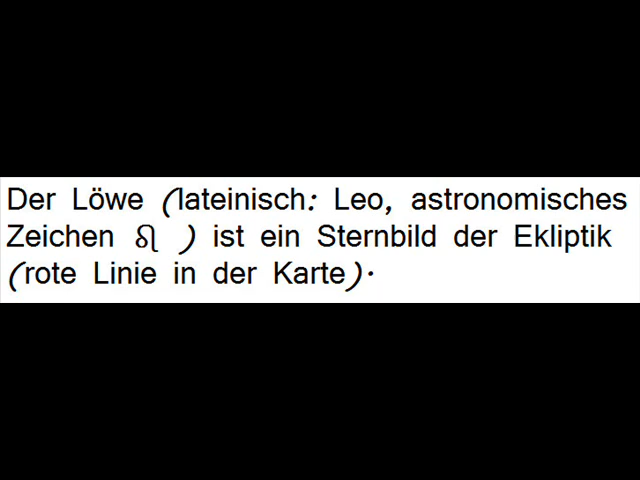 Der Löwe (lateinisch: Leo, astronomisches
Zeichen ♌ ) ist ein Sternbild der Ekliptik
(rote Linie in der Karte)·